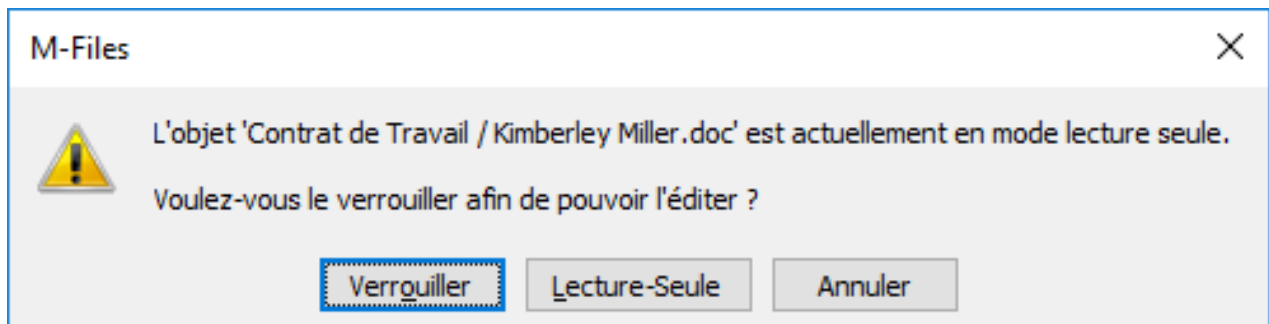 M-Files
L'objet 'Contrat de Travail / Kimberley Miller.doc' est actuellement en mode lecture seule.
Voulez-vous le verrouiller afin de pouvoir l'éditer ?
Verrouiller Lecture-Seule Annuler